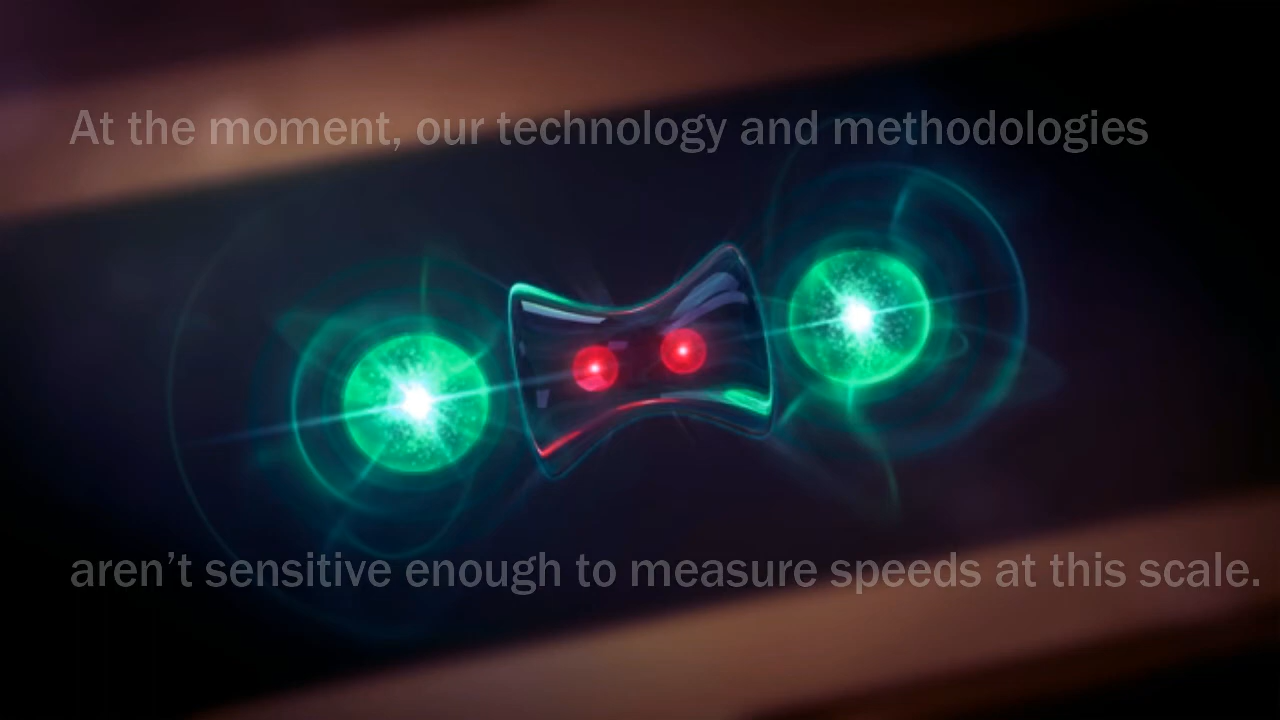 At the moment, our technology and methodologies
aren’t sensitive enough to measure speeds at this scale.